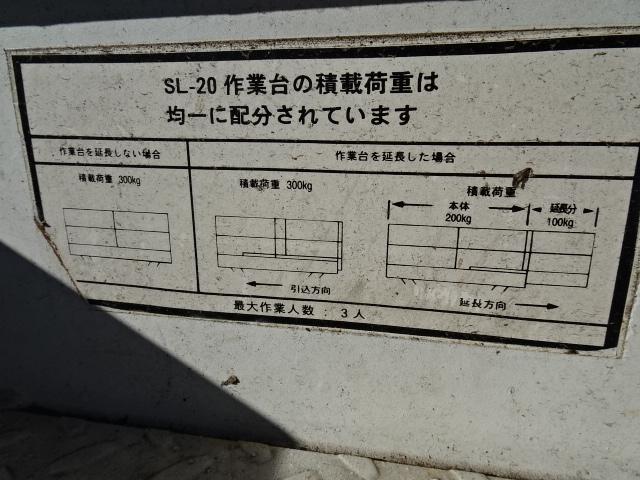 SL-20 作業台の積載荷重は
均一に配分されています
作業台を延長しない場合
作業台を延長した場合
積載荷重 300kg
積載荷重 300kg
積載荷重
本体
200kg
延長分
100kg
引込方向
延長方向
最大作業人数 : 3人